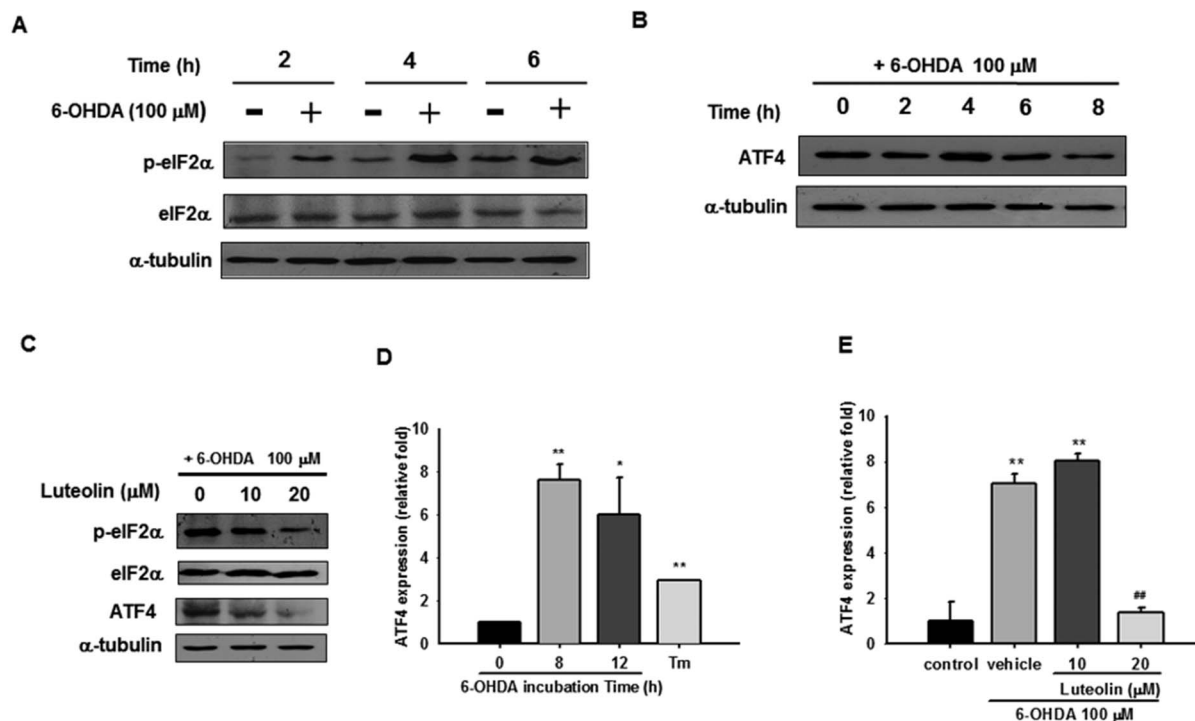 A
Time (h) 2 4 6
6-OHDA (100 μM) - + - + - +
p-eIF2α
eIF2α
α-tubulin
B
+ 6-OHDA 100 μM
Time (h) 0 2 4 6 8
ATF4
α-tubulin
C
+ 6-OHDA 100 μM
Luteolin (μM) 0 10 20
p-eIF2α
eIF2α
ATF4
α-tubulin
D
ATF4 expression (relative fold)
10
8
6
4
2
0
**
*
**
0 8 12 Tm
6-OHDA incubation Time (h)
E
ATF4 expression (relative fold)
10
8
6
4
2
0
**
**
##
control vehicle 10 20
Luteolin (μM)
6-OHDA 100 μM